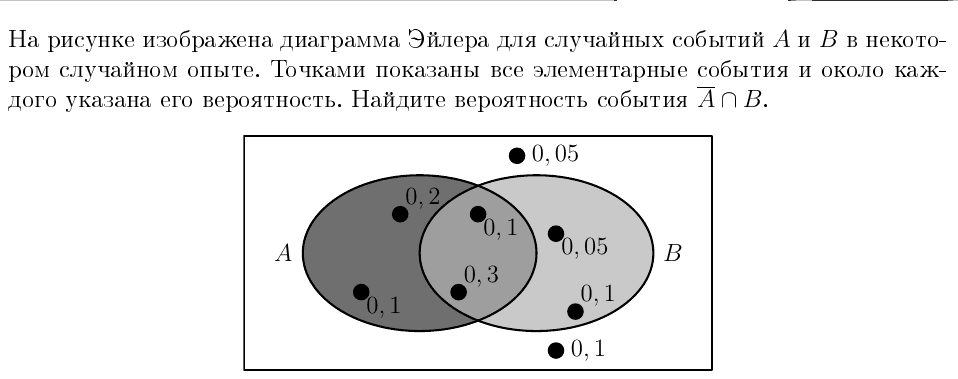 На рисунке изображена диаграмма Эйлера для случайных событий A и B в некото-
ром случайном опыте. Точками показаны все элементарные события и около каж-
дого указана его вероятность. Найдите вероятность события A̅ ∩ B.
0, 05
0, 2
0, 1
0, 05
A
B
0, 3
0, 1
0, 1
0, 1